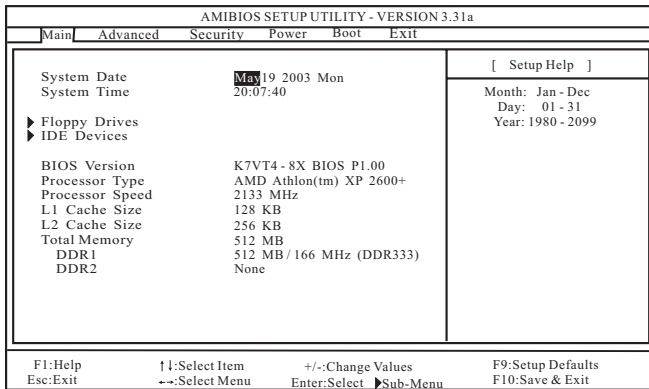 AMIBIOS SETUP UTILITY - VERSION 3.31a
Main Advanced Security Power Boot Exit
[ Setup Help ]
System Date May 19 2003 Mon
System Time 20:07:40
Month: Jan - Dec
Day: 01 - 31
Year: 1980 - 2099
Floppy Drives
IDE Devices
BIOS Version K7VT4 - 8X BIOS P1.00
Processor Type AMD Athlon(tm) XP 2600+
Processor Speed 2133 MHz
L1 Cache Size 128 KB
L2 Cache Size 256 KB
Total Memory 512 MB
DDR1 512 MB / 166 MHz (DDR333)
DDR2 None
F1:Help ↑↓:Select Item +/-:Change Values F9:Setup Defaults
Esc:Exit ←→:Select Menu Enter:Select ▶Sub-Menu F10:Save & Exit